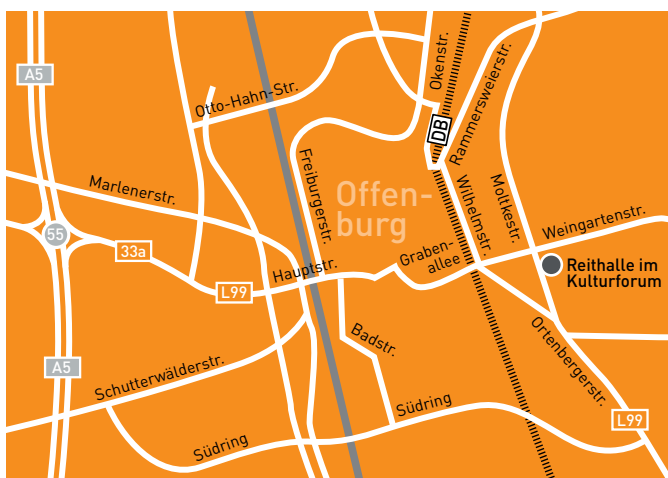 A5
Otto-Hahn-Str.
Okenstr.
DB
Rammersweierstr.
Marlenerstr.
Freiburgerstr.
Offen-
burg
Wilhelmstr.
Moltkestr.
Weingartenstr.
55
33a
Graben-
allee
Hauptstr.
L99
Reithalle im
Kulturforum
Badstr.
A5
Schutterwälderstr.
Ortenbergerstr.
Südring
L99
Südring